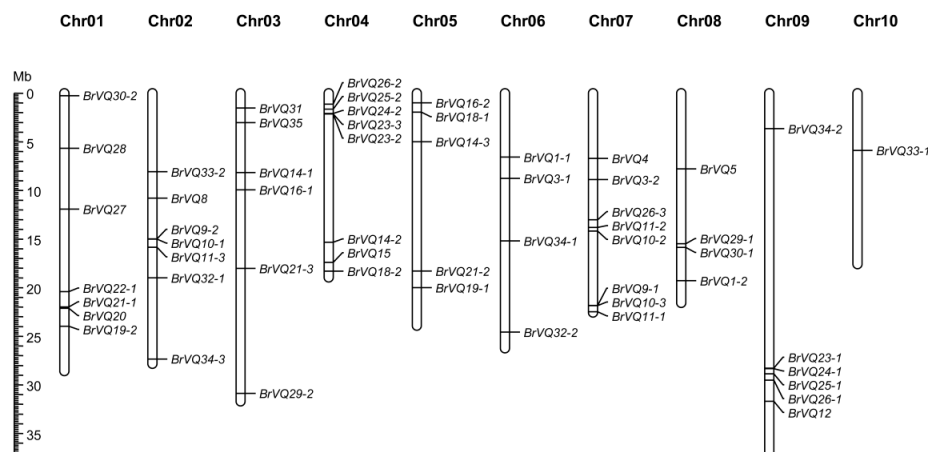 Chr01 Chr02 Chr03 Chr04 Chr05 Chr06 Chr07 Chr08 Chr09 Chr10
Mb
0
5
10
15
20
25
30
35
BrVQ30-2
BrVQ28
BrVQ27
BrVQ22-1
BrVQ21-1
BrVQ20
BrVQ19-2
BrVQ33-2
BrVQ8
BrVQ9-2
BrVQ10-1
BrVQ11-3
BrVQ32-1
BrVQ34-3
BrVQ31
BrVQ35
BrVQ14-1
BrVQ16-1
BrVQ21-3
BrVQ29-2
BrVQ26-2
BrVQ25-2
BrVQ24-2
BrVQ23-3
BrVQ23-2
BrVQ14-2
BrVQ15
BrVQ18-2
BrVQ16-2
BrVQ18-1
BrVQ14-3
BrVQ21-2
BrVQ19-1
BrVQ1-1
BrVQ3-1
BrVQ34-1
BrVQ32-2
BrVQ4
BrVQ3-2
BrVQ26-3
BrVQ11-2
BrVQ10-2
BrVQ9-1
BrVQ10-3
BrVQ11-1
BrVQ5
BrVQ29-1
BrVQ30-1
BrVQ1-2
BrVQ34-2
BrVQ23-1
BrVQ24-1
BrVQ25-1
BrVQ26-1
BrVQ12
BrVQ33-1